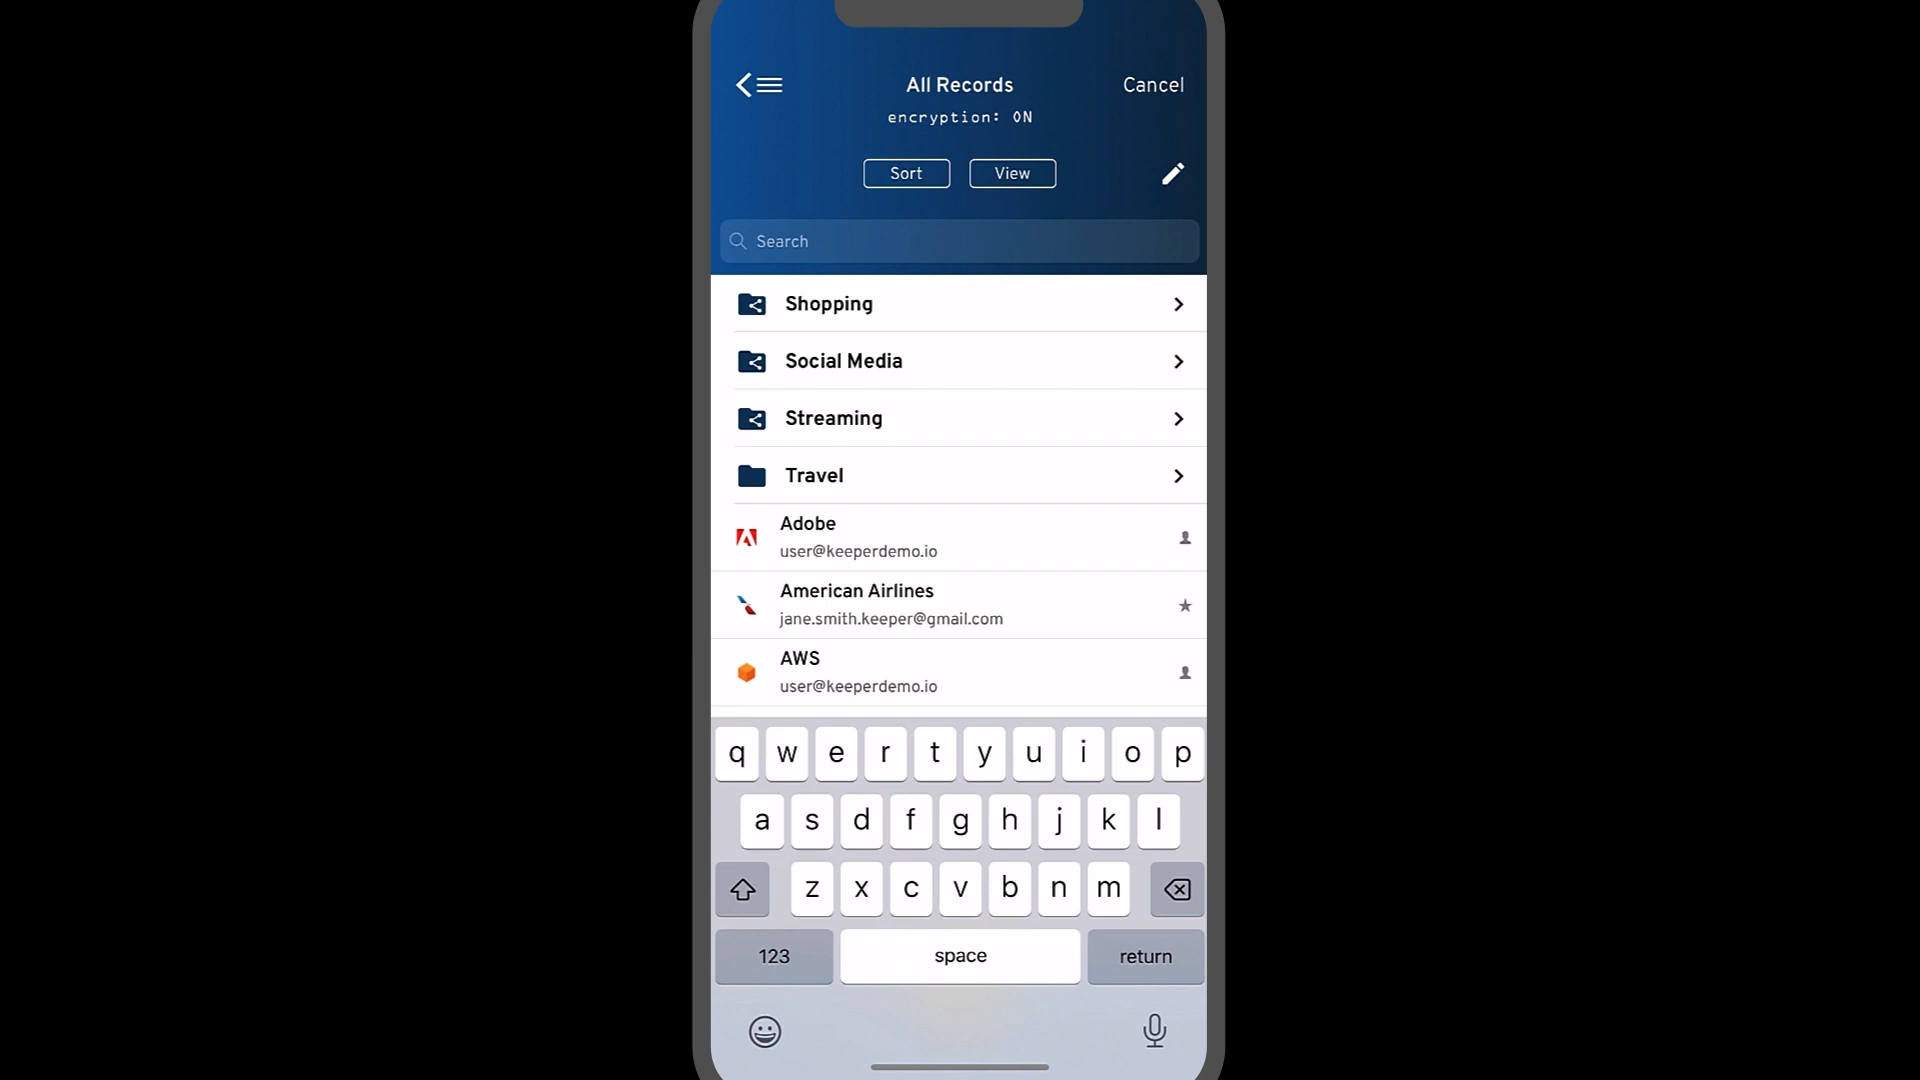 All Records
Cancel
encryption: ON
Sort
View
Search
Shopping
Social Media
Streaming
Travel
Adobe
user@keeperdemo.io
American Airlines
jane.smith.keeper@gmail.com
AWS
user@keeperdemo.io
q w e r t y u i o p
a s d f g h j k l
z x c v b n m
123 space return